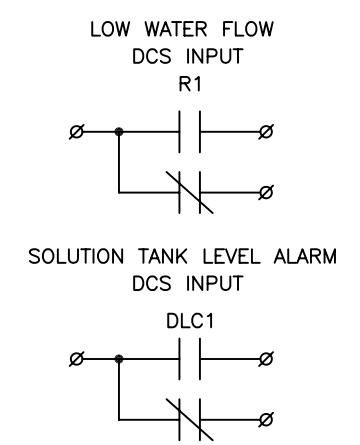 LOW WATER FLOW
DCS INPUT
R1
SOLUTION TANK LEVEL ALARM
DCS INPUT
DLC1